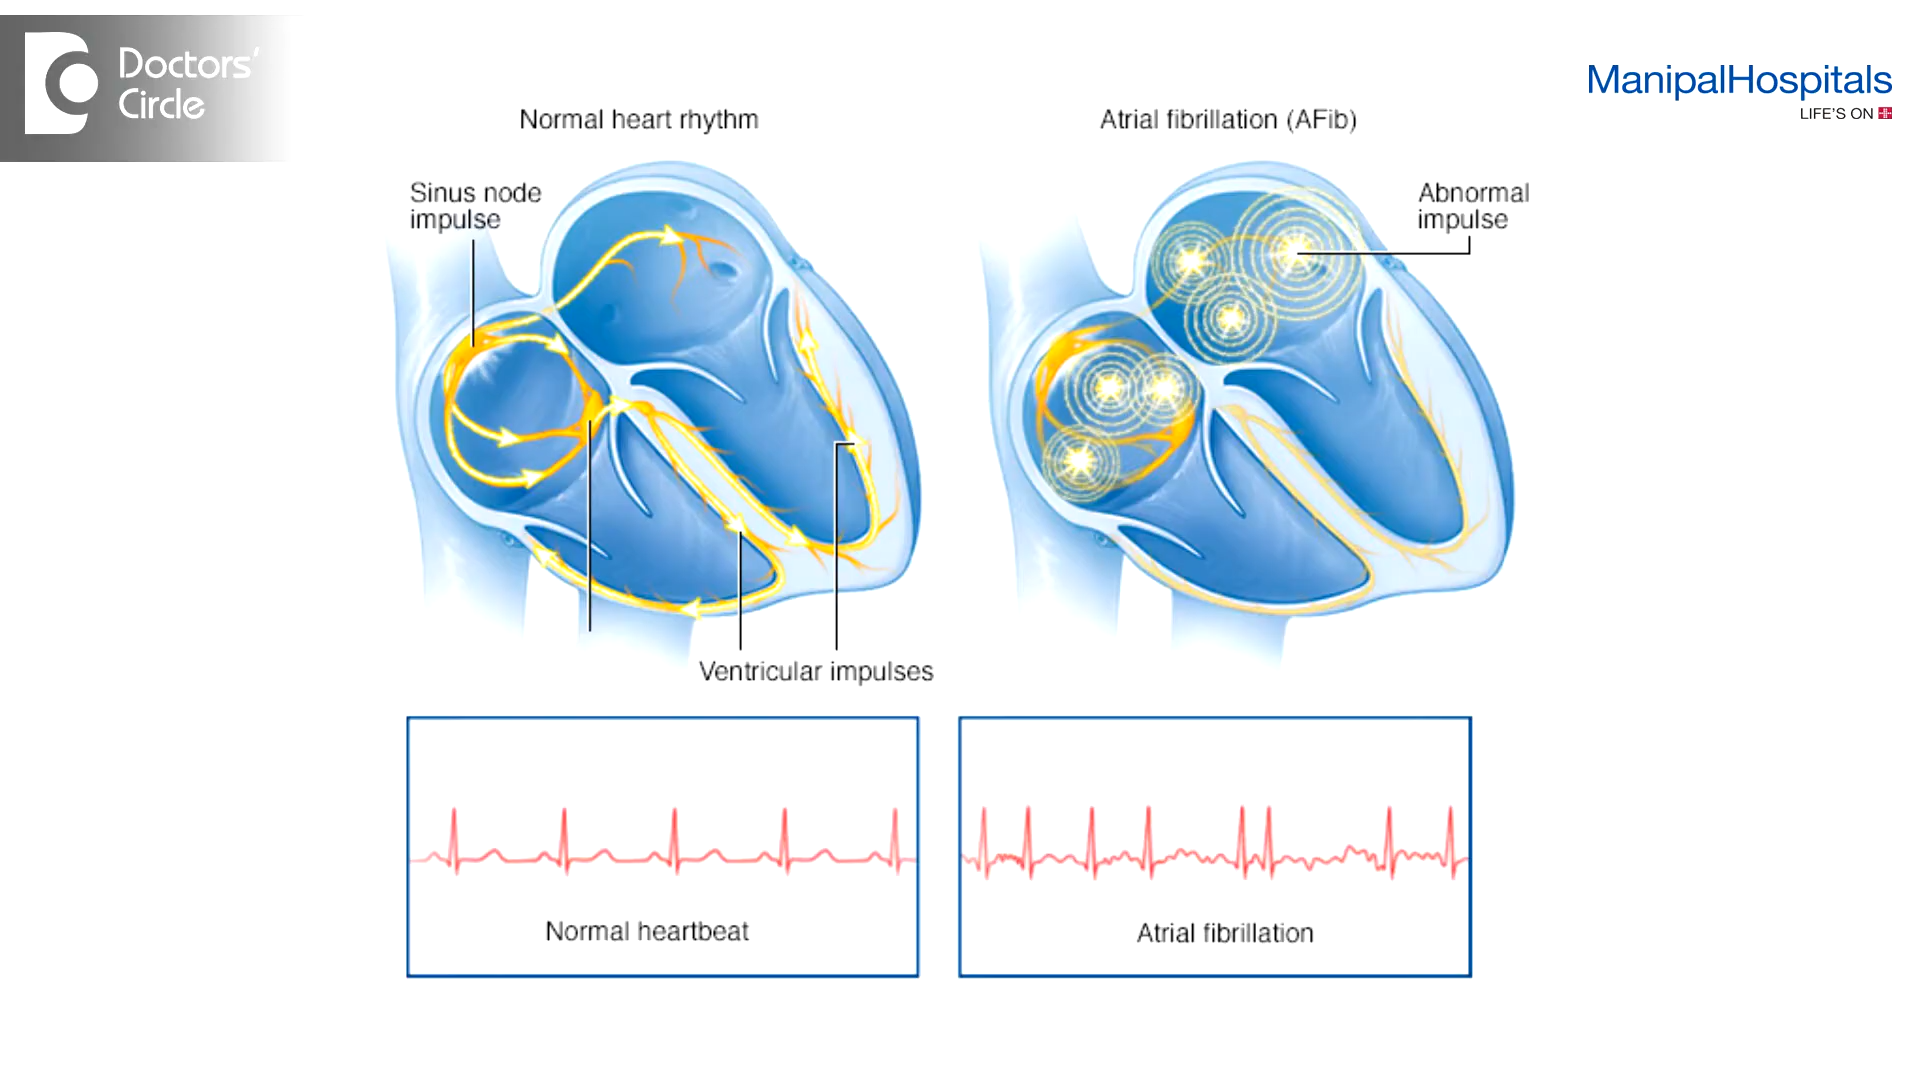 Doctors'
Circle
ManipalHospitals
LIFE'S ON
Normal heart rhythm
Atrial fibrillation (AFib)
Sinus node
impulse
Abnormal
impulse
Ventricular impulses
Normal heartbeat
Atrial fibrillation